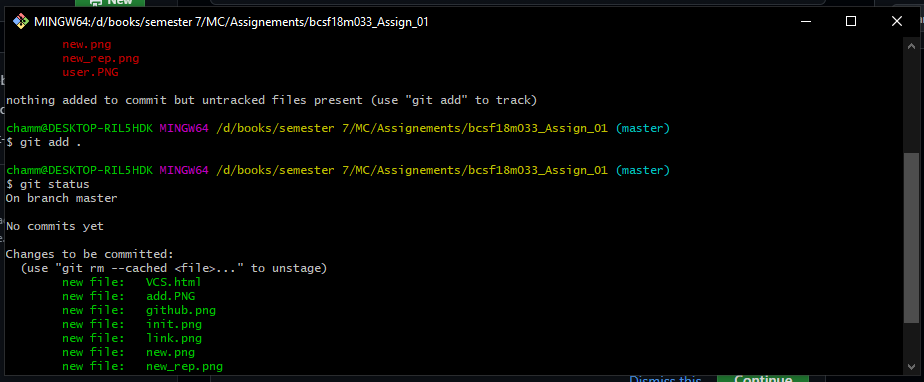 New
MINGW64:/d/books/semester 7/MC/Assignements/bcsf18m033_Assign_01
new.png
new_rep.png
user.PNG
nothing added to commit but untracked files present (use "git add" to track)
chamm@DESKTOP-RIL5HDK MINGW64 /d/books/semester 7/MC/Assignements/bcsf18m033_Assign_01 (master)
$ git add .
chamm@DESKTOP-RIL5HDK MINGW64 /d/books/semester 7/MC/Assignements/bcsf18m033_Assign_01 (master)
$ git status
On branch master
No commits yet
Changes to be committed:
(use "git rm --cached <file>..." to unstage)
new file: VCS.html
new file: add.PNG
new file: github.png
new file: init.png
new file: link.png
new file: new.png
new file: new_rep.png
Dismiss this Continue